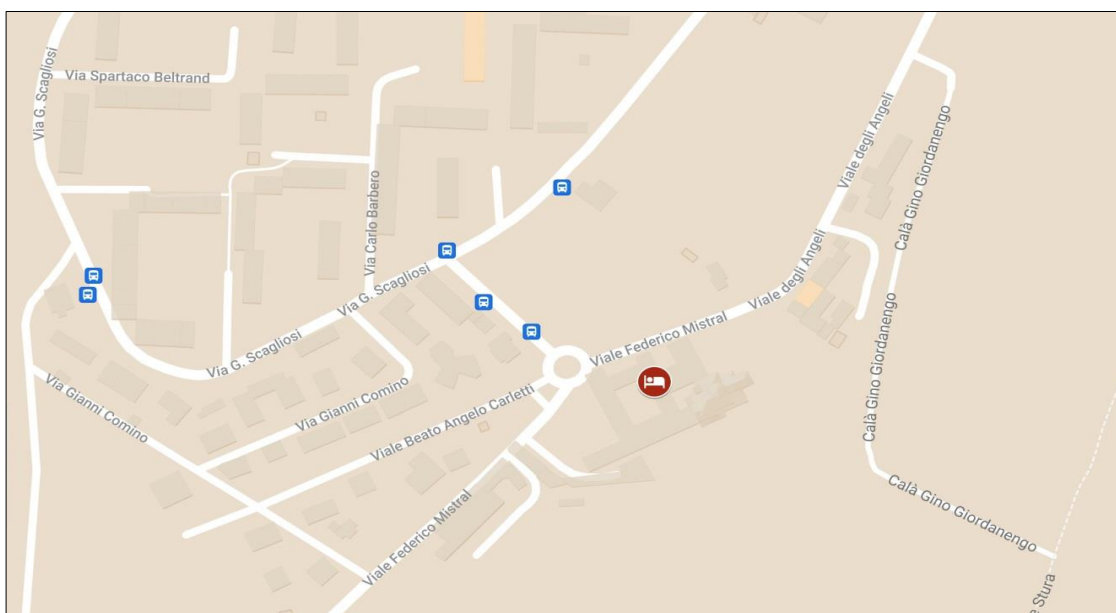 Via G. Scagliosi
Via Spartaco Beltrand
Viale degli Angeli
Calà Gino Giordanengo
Via Carlo Barbero
Viale degli Angeli
Via G. Scagliosi
Calà Gino Giordanengo
Via G. Scagliosi
Viale Federico Mistral
Via Gianni Comino
Via Gianni Comino
Viale Beato Angelo Carletti
Viale Federico Mistral
Calà Gino Giordanengo
e Stura